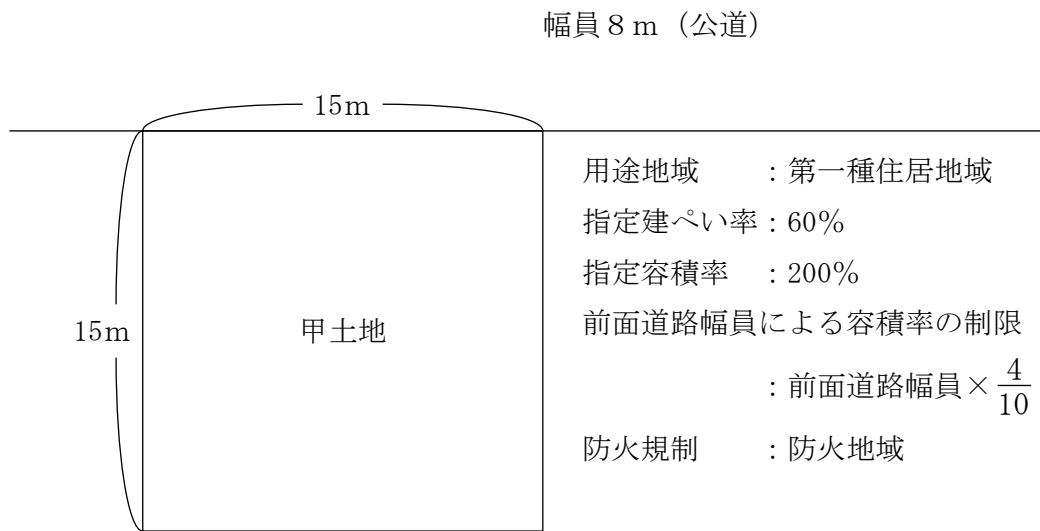 幅員８ｍ（公道）
15m
用途地域　　：第一種住居地域
指定建ぺい率：60％
指定容積率　：200％
15m
甲土地
前面道路幅員による容積率の制限
：前面道路幅員×4/10
防火規制　　：防火地域